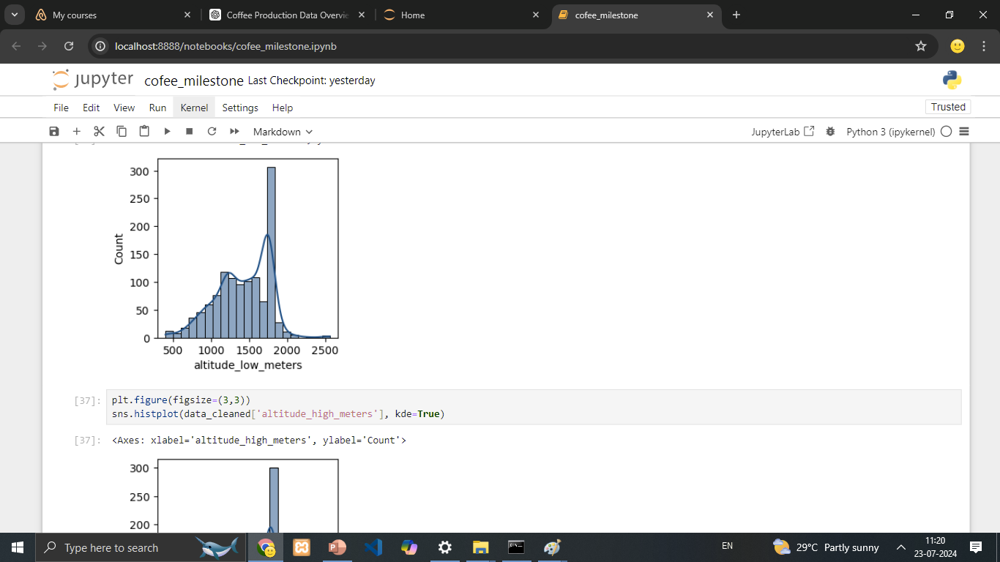 My courses
Coffee Production Data Overvie
Home
cofee_milestone
localhost:8888/notebooks/cofee_milestone.ipynb
jupyter cofee_milestone Last Checkpoint: yesterday
File Edit View Run Kernel Settings Help
Trusted
Markdown
JupyterLab
Python 3 (ipykernel)
300
250
200
150
100
50
0
Count
500 1000 1500 2000 2500
altitude_low_meters
[37]:
plt.figure(figsize=(3,3))
sns.histplot(data_cleaned['altitude_high_meters'], kde=True)
[37]:
<Axes: xlabel='altitude_high_meters', ylabel='Count'>
300
250
200
Type here to search
EN
29°C Partly sunny
11:20
23-07-2024